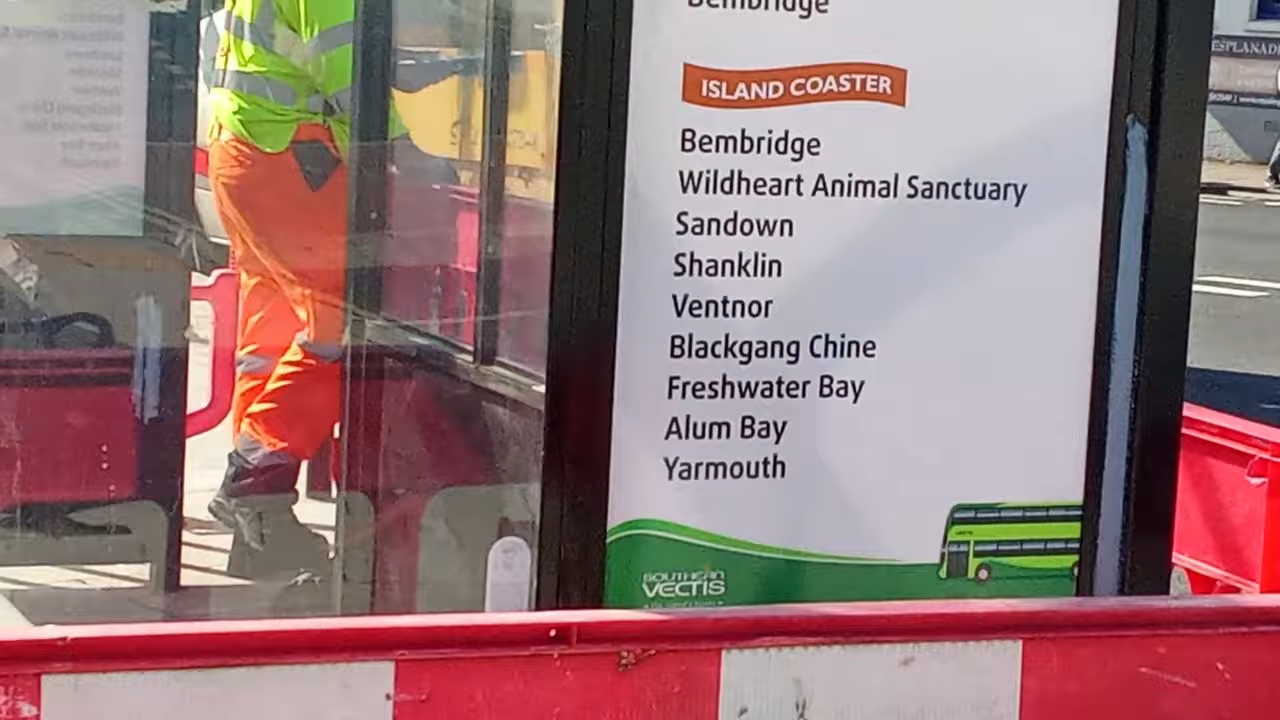 Bembridge
ISLAND COASTER
Bembridge
Wildheart Animal Sanctuary
Sandown
Shanklin
Ventnor
Blackgang Chine
Freshwater Bay
Alum Bay
Yarmouth
SOUTHERN
VECTIS
ESPLANADE